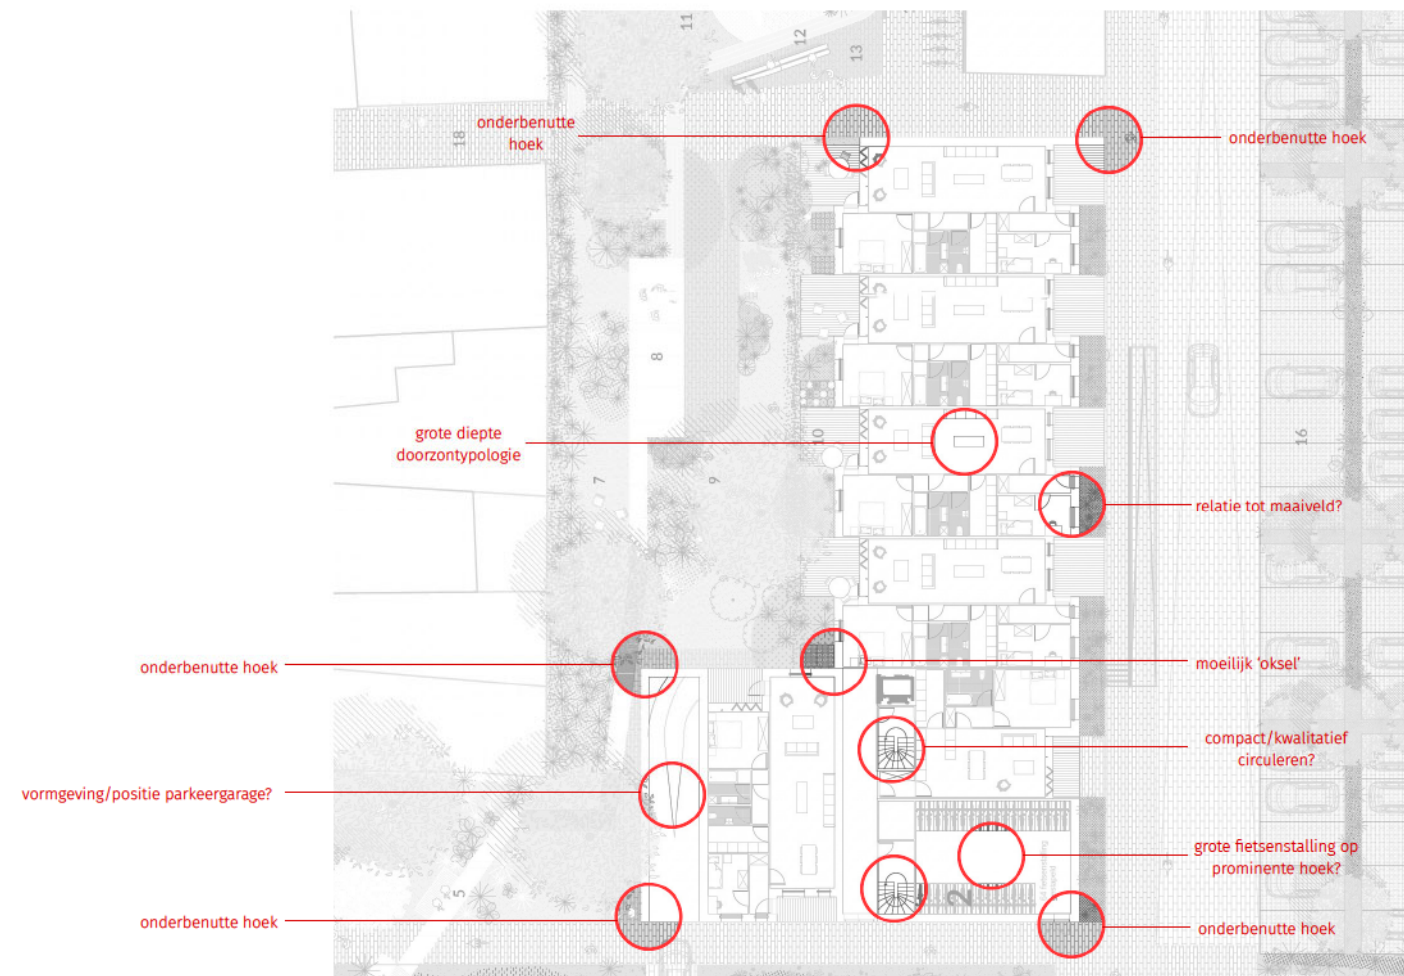 11
12
13
18
onderbenutte
hoek
onderbenutte hoek
8
grote diepte
doorzontypologie
10
16
7
9
relatie tot maaiveld?
onderbenutte hoek
moeilijk 'oksel'
compact/kwalitatief
circuleren?
vormgeving/positie parkeergarage?
grote fietsenstalling op
prominente hoek?
5
2
onderbenutte hoek
onderbenutte hoek